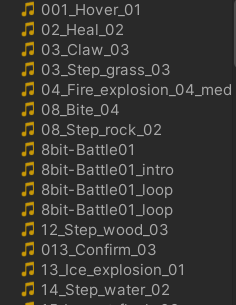 001_Hover_01
02_Heal_02
03_Claw_03
03_Step_grass_03
04_Fire_explosion_04_med
08_Bite_04
08_Step_rock_02
8bit-Battle01
8bit-Battle01_intro
8bit-Battle01_loop
8bit-Battle01_loop
12_Step_wood_03
013_Confirm_03
13_Ice_explosion_01
14_Step_water_02